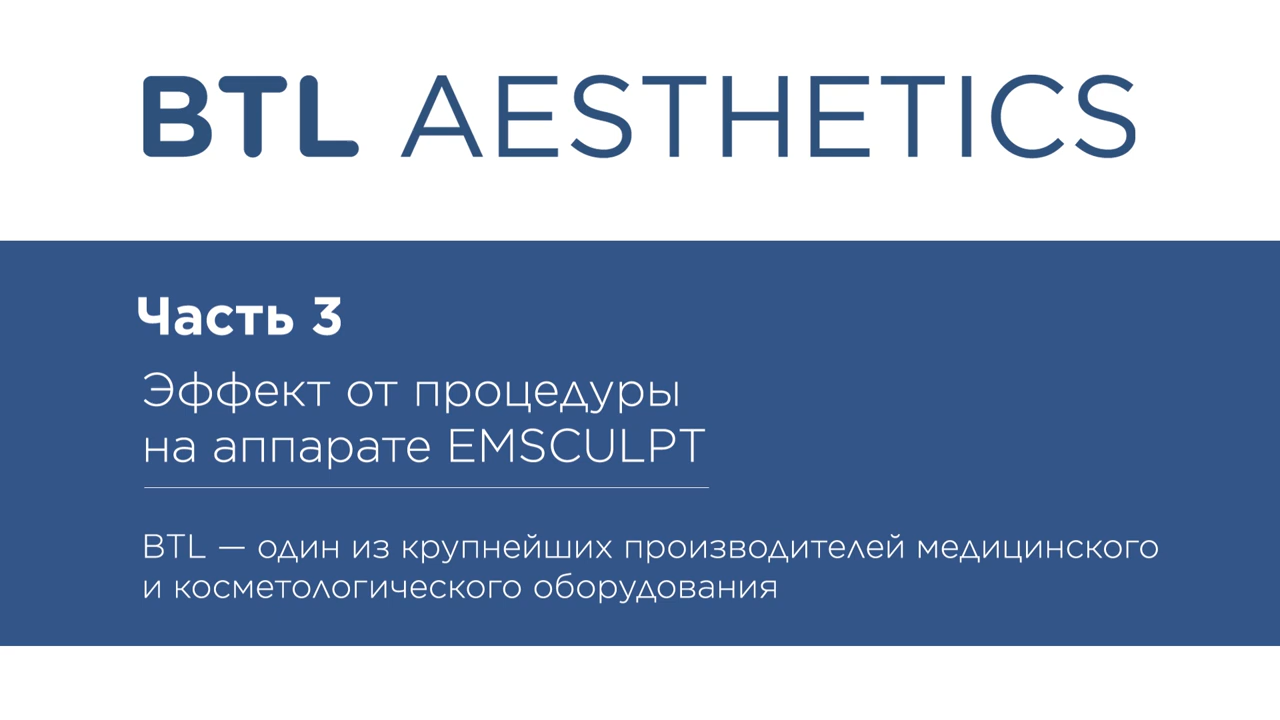 BTL AESTHETICS
Часть 3
Эффект от процедуры
на аппарате EMSCULPT
BTL — один из крупнейших производителей медицинского
и косметологического оборудования